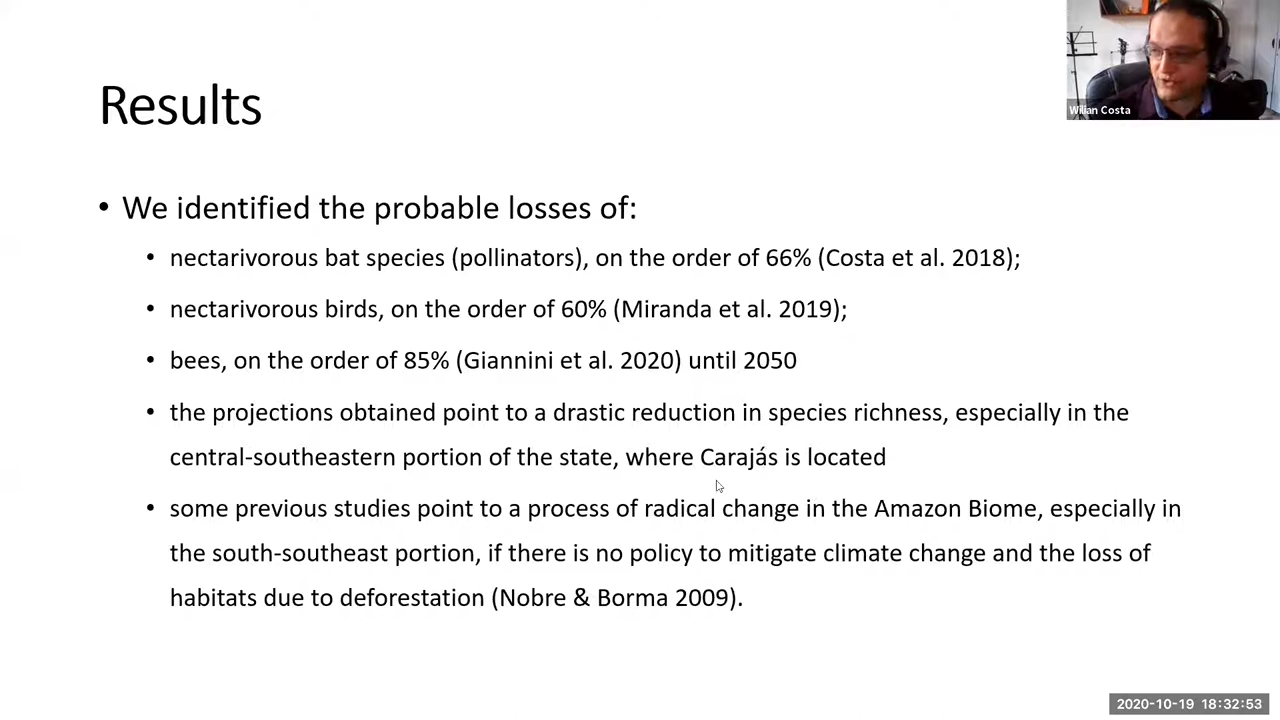 Wilian Costa
Results
• We identified the probable losses of:
• nectarivorous bat species (pollinators), on the order of 66% (Costa et al. 2018);
• nectarivorous birds, on the order of 60% (Miranda et al. 2019);
• bees, on the order of 85% (Giannini et al. 2020) until 2050
• the projections obtained point to a drastic reduction in species richness, especially in the
central-southeastern portion of the state, where Carajás is located
• some previous studies point to a process of radical change in the Amazon Biome, especially in
the south-southeast portion, if there is no policy to mitigate climate change and the loss of
habitats due to deforestation (Nobre & Borma 2009).
2020-10-19 18:32:53